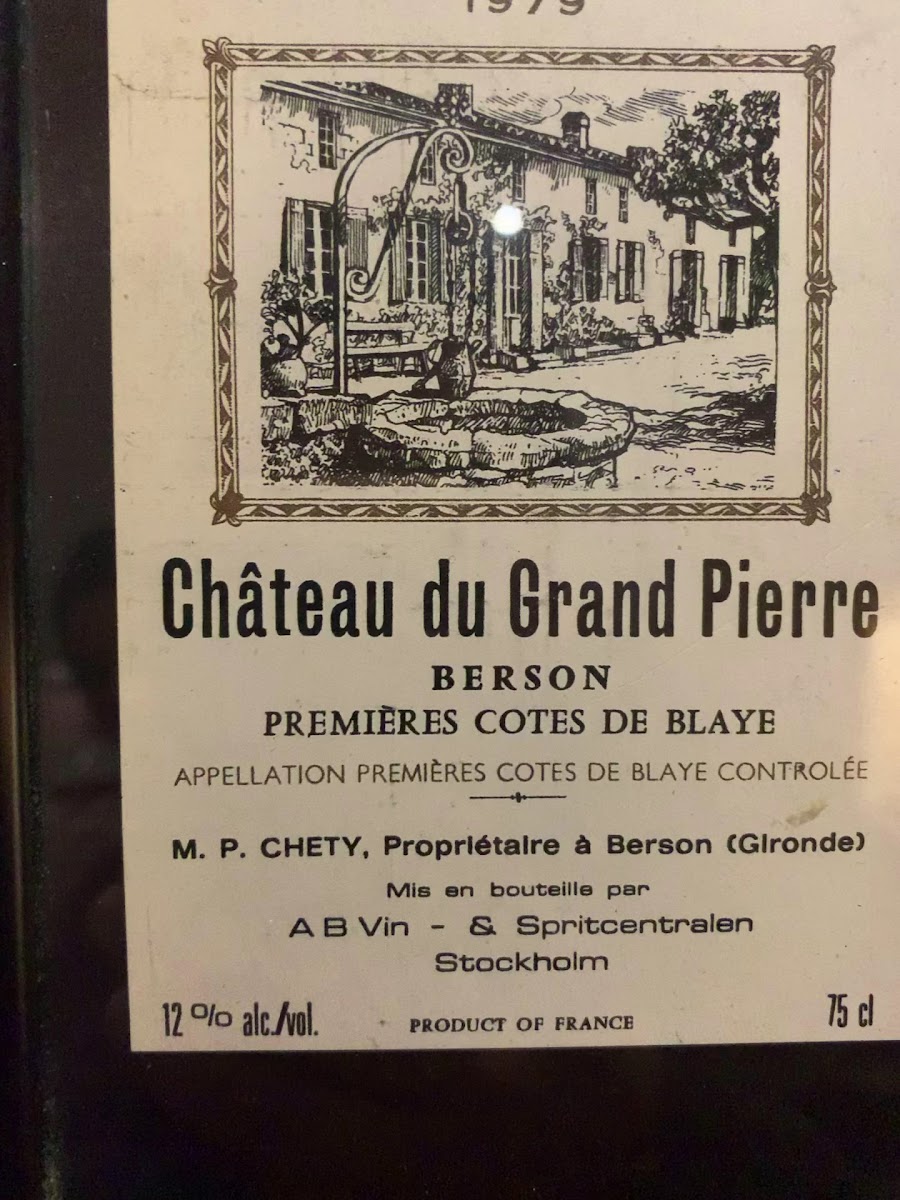 1979
Château du Grand Pierre
BERSON
PREMIÈRES COTES DE BLAYE
APPELLATION PREMIÈRES COTES DE BLAYE CONTROLÉE
M. P. CHETY, Propriétaire à Berson (Gironde)
Mis en bouteille par
A B Vin - & Spritcentralen
Stockholm
12 % alc./vol.
PRODUCT OF FRANCE
75 cl